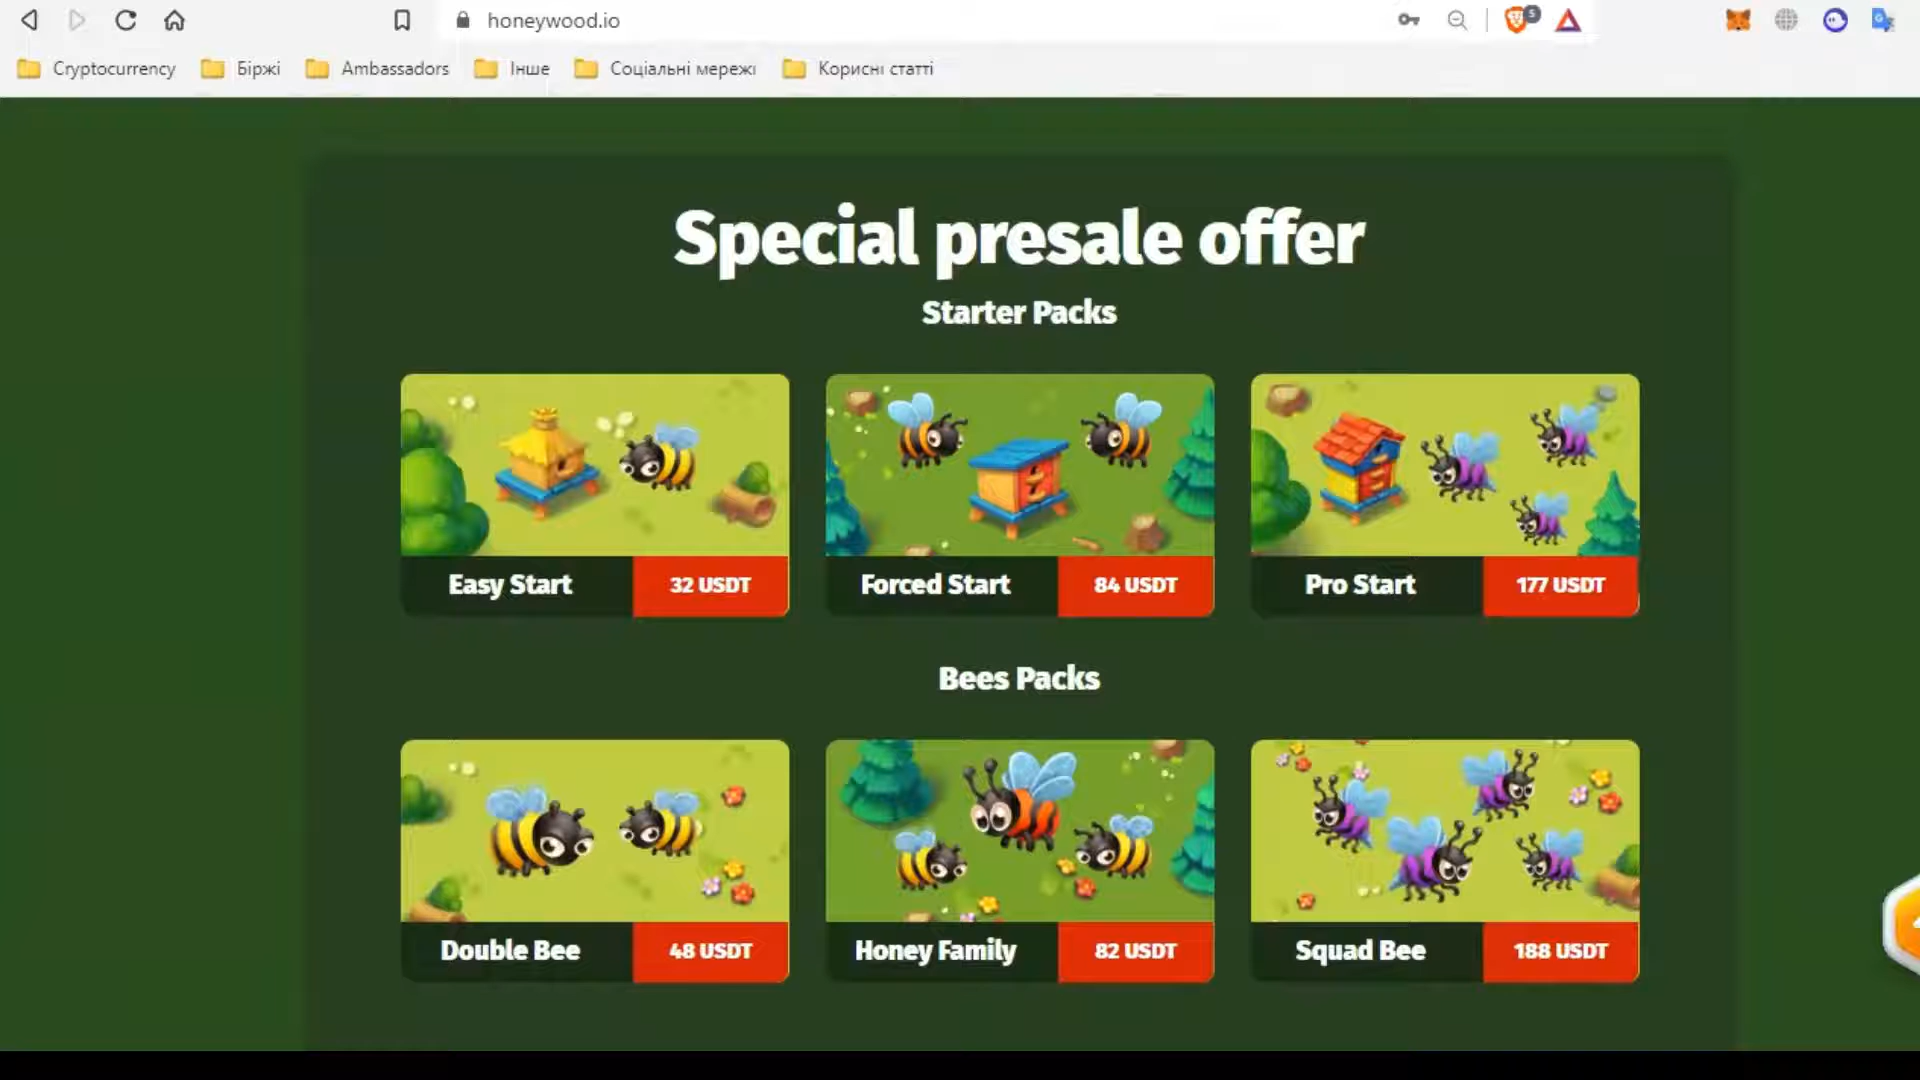 honeywood.io
5
Cryptocurrency
Біржі
Ambassadors
Інше
Соціальні мережі
Корисні статті
Special presale offer
Starter Packs
Easy Start
32 USDT
Forced Start
84 USDT
Pro Start
177 USDT
Bees Packs
Double Bee
48 USDT
Honey Family
82 USDT
Squad Bee
188 USDT